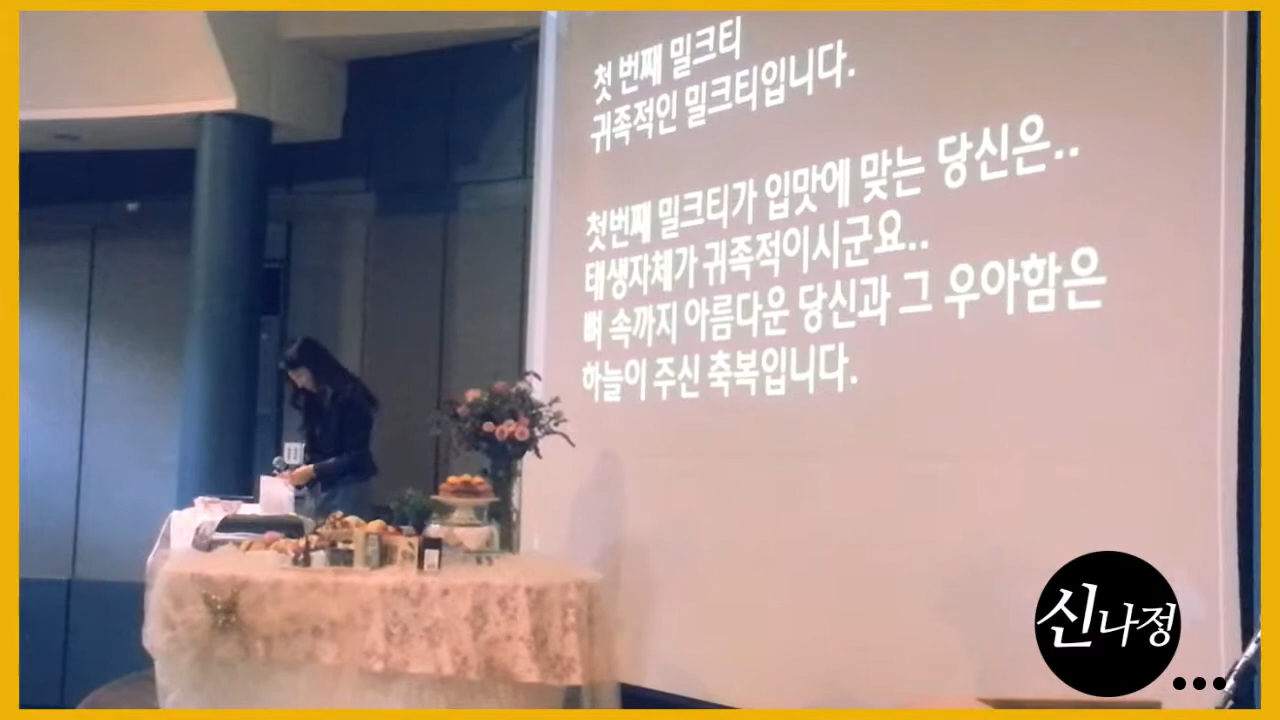 첫 번째 밀크티
귀족적인 밀크티입니다.
첫번째 밀크티가 입맛에 맞는 당신은..
태생자체가 귀족적이시군요..
뼈 속까지 아름다운 당신과 그 우아함은
하늘이 주신 축복입니다.
신나정...